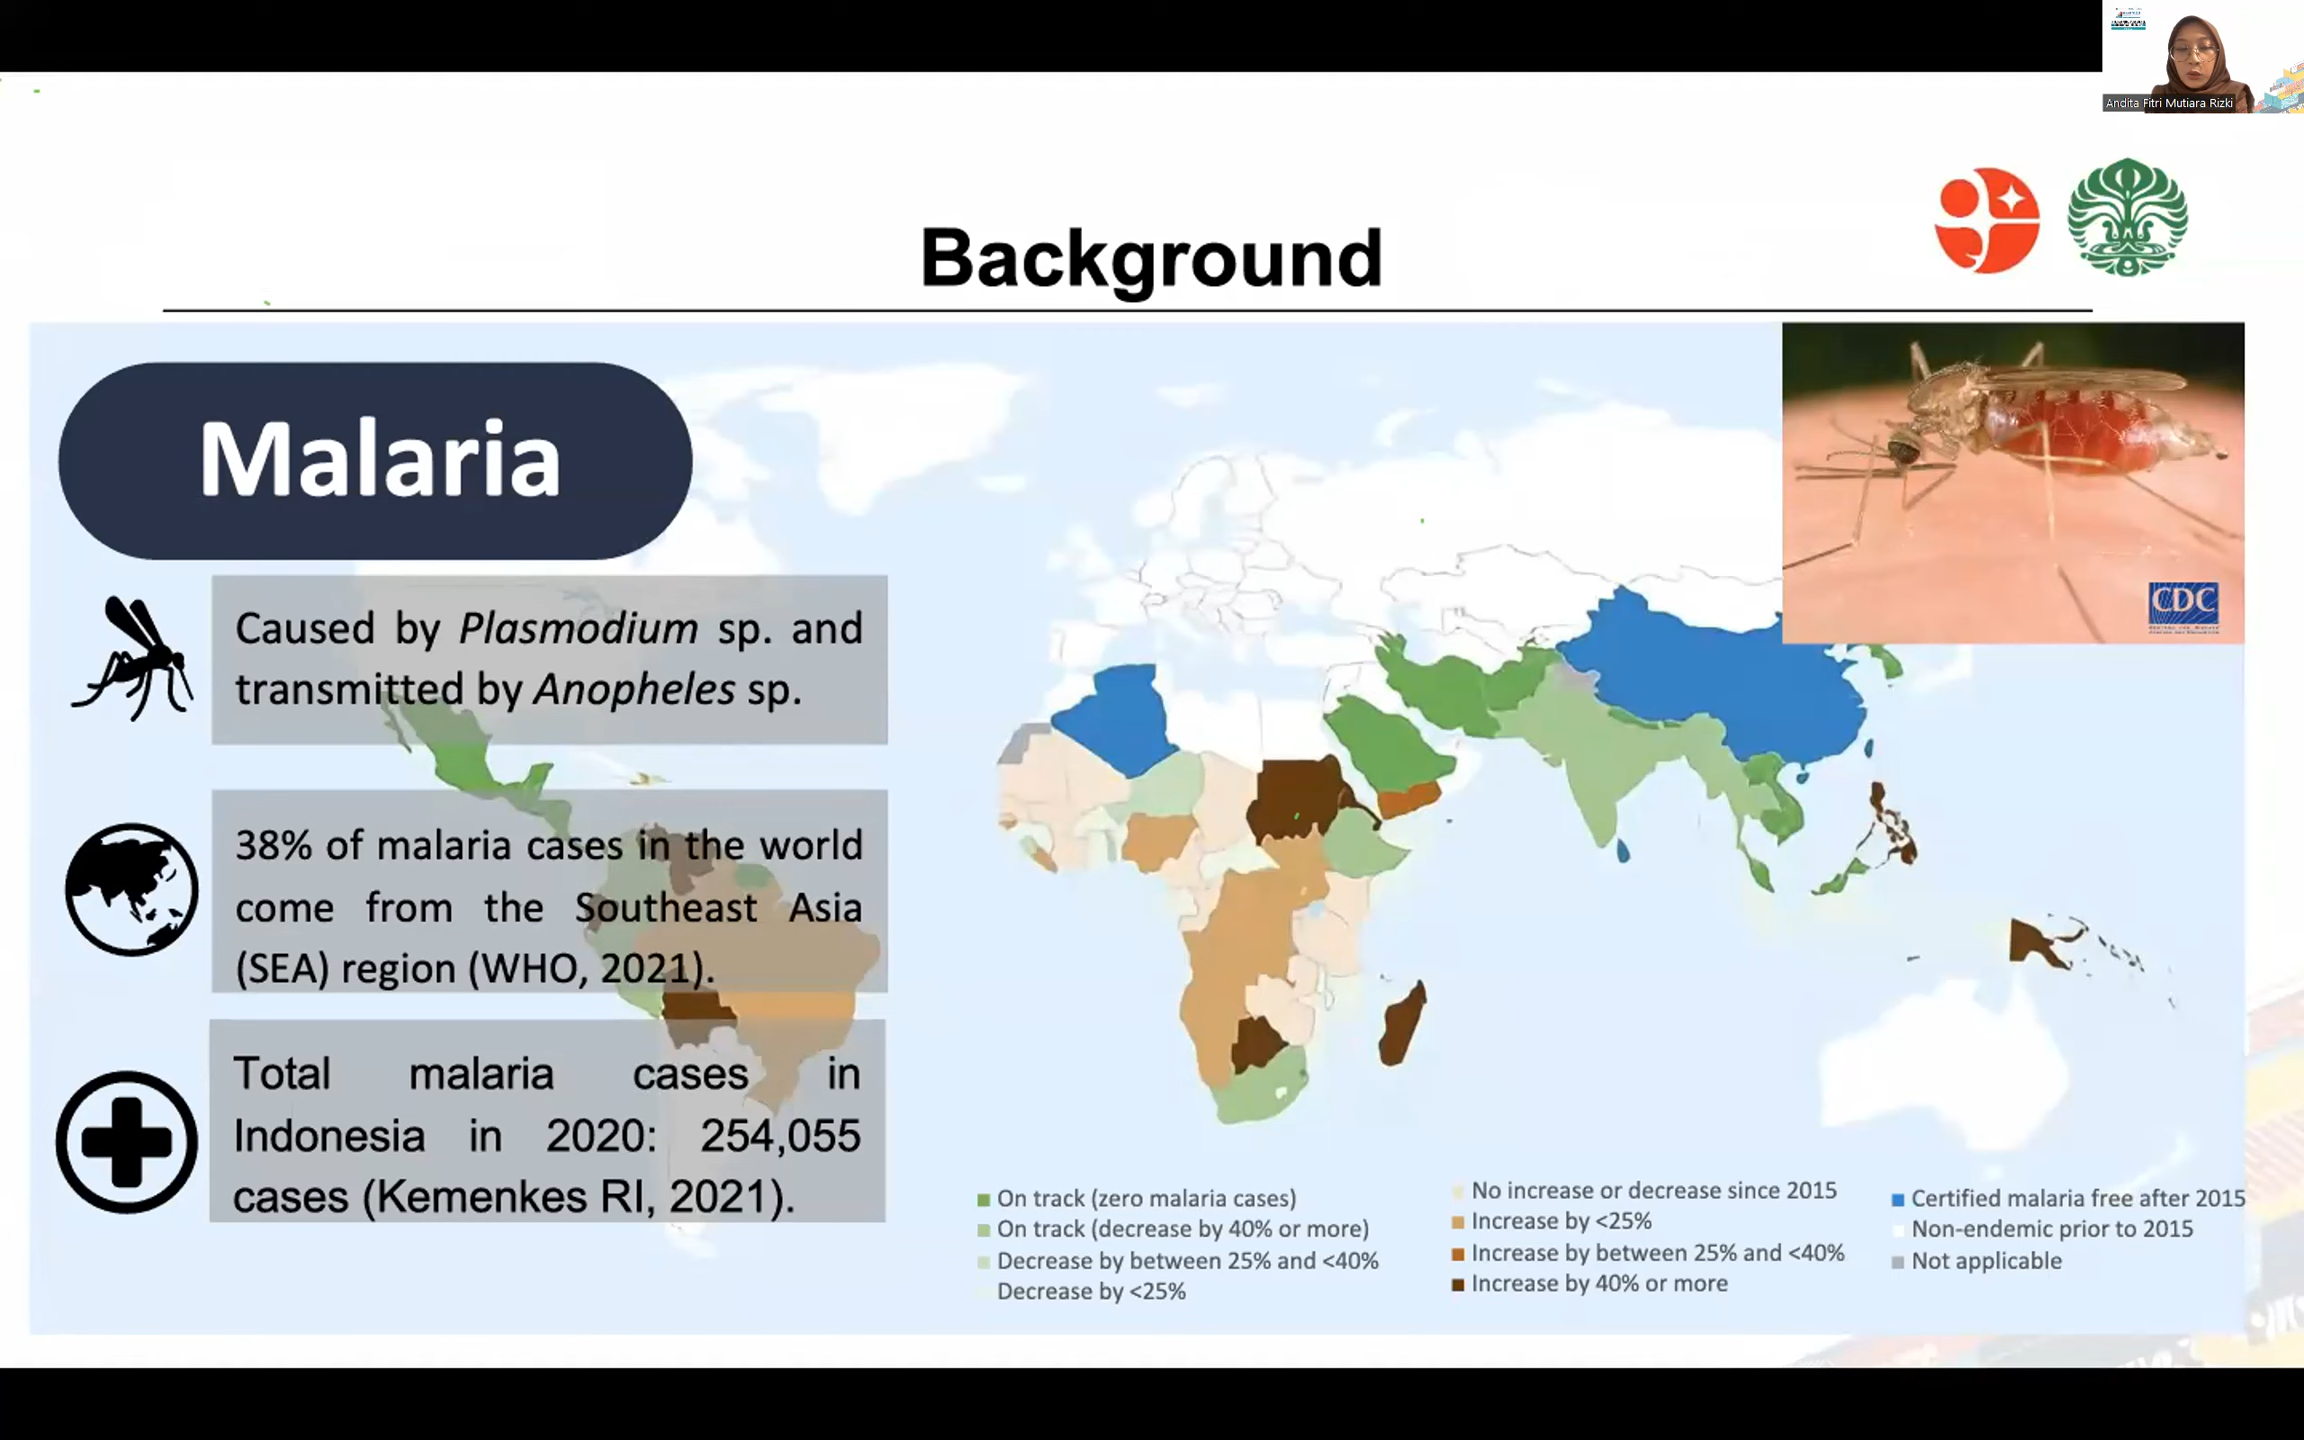 Andita Fitri Mutiara Rizki
Background
Malaria
Caused by Plasmodium sp. and
transmitted by Anopheles sp.
38% of malaria cases in the world
come from the Southeast Asia
(SEA) region (WHO, 2021).
Total malaria cases in
Indonesia in 2020: 254,055
cases (Kemenkes RI, 2021).
CDC
On track (zero malaria cases)
On track (decrease by 40% or more)
Decrease by between 25% and <40%
Decrease by <25%
No increase or decrease since 2015
Increase by <25%
Increase by between 25% and <40%
Increase by 40% or more
Certified malaria free after 2015
Non-endemic prior to 2015
Not applicable